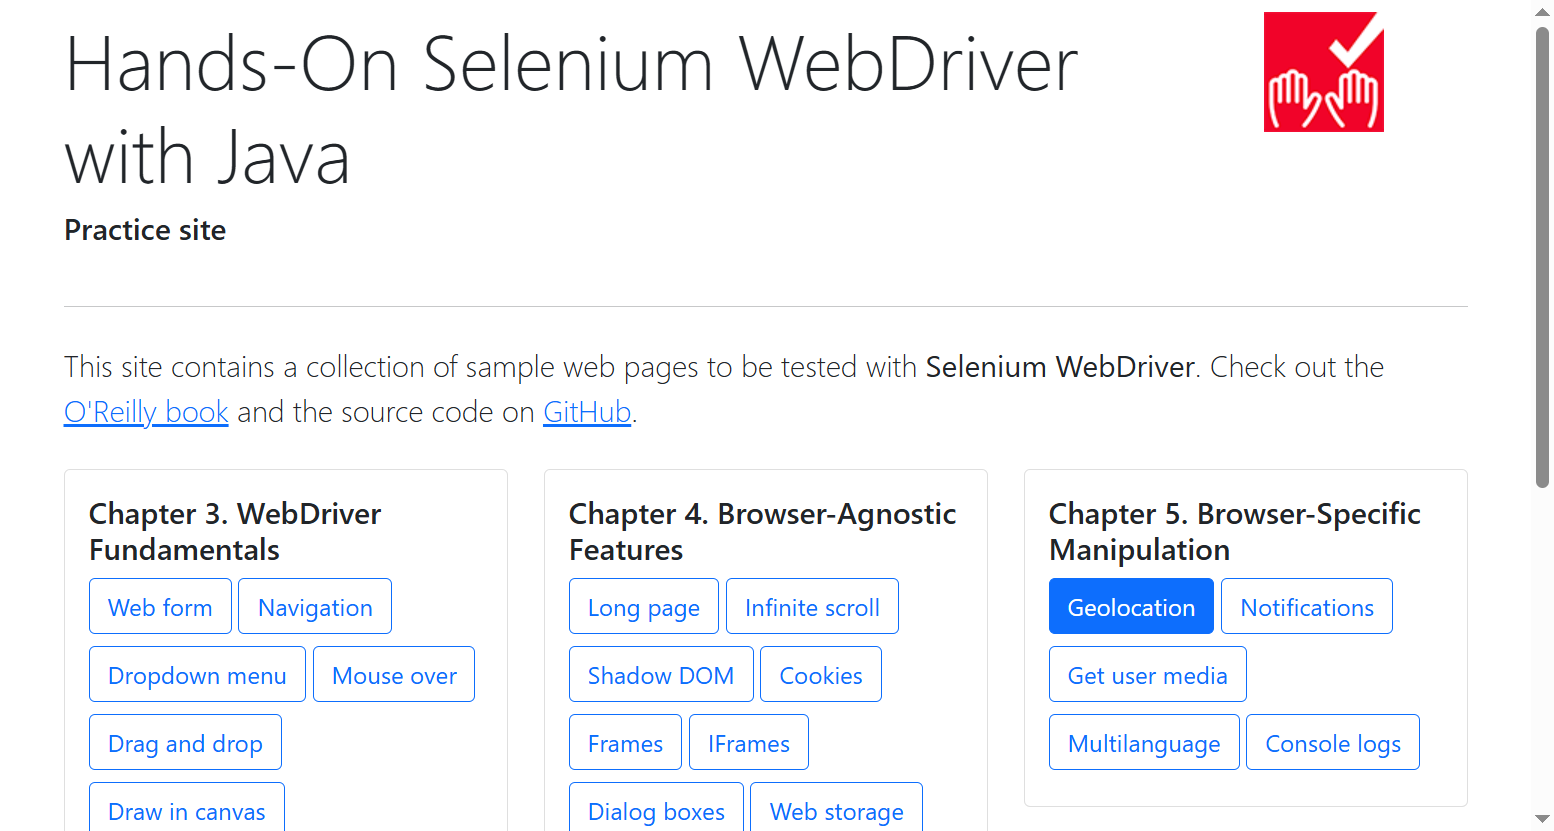 Hands-On Selenium WebDriver
with Java
Practice site
This site contains a collection of sample web pages to be tested with Selenium WebDriver. Check out the
O'Reilly book and the source code on GitHub.
Chapter 3. WebDriver
Fundamentals
Web form
Navigation
Dropdown menu
Mouse over
Drag and drop
Draw in canvas
Chapter 4. Browser-Agnostic
Features
Long page
Infinite scroll
Shadow DOM
Cookies
Frames
IFrames
Dialog boxes
Web storage
Chapter 5. Browser-Specific
Manipulation
Geolocation
Notifications
Get user media
Multilanguage
Console logs